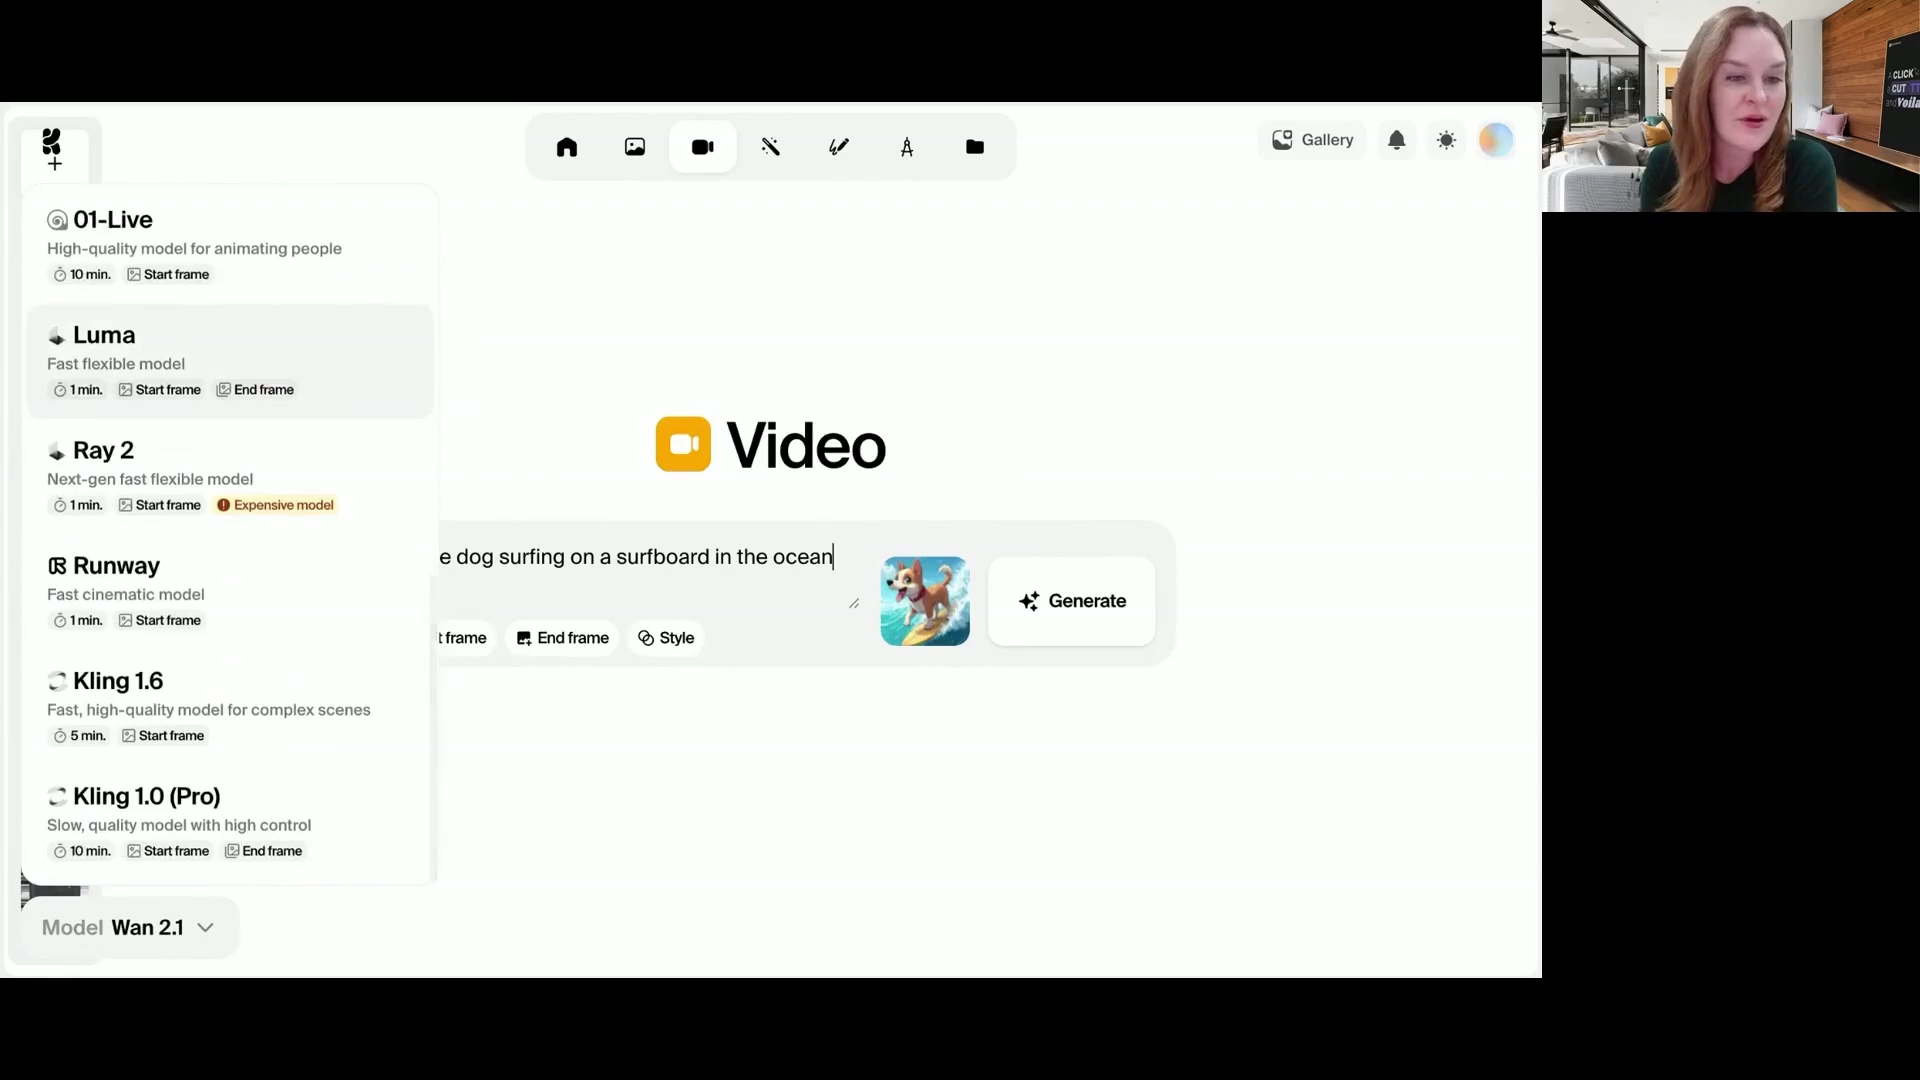 Gallery
01-Live
High-quality model for animating people
10 min. Start frame
Luma
Fast flexible model
1 min. Start frame End frame
Ray 2
Next-gen fast flexible model
1 min. Start frame Expensive model
Runway
Fast cinematic model
1 min. Start frame
Kling 1.6
Fast, high-quality model for complex scenes
5 min. Start frame
Kling 1.0 (Pro)
Slow, quality model with high control
10 min. Start frame End frame
Model Wan 2.1
Video
e dog surfing on a surfboard in the ocean
t frame End frame Style
Generate
A CLICK
a CUT
and Voila